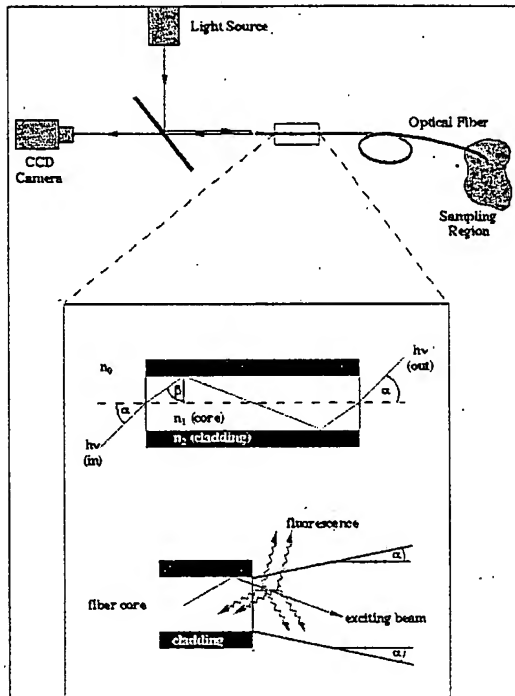 Light Source
CCD
Camera
Optical Fiber
Sampling
Region
n₀
hν
(out)
β
α
α
n₁ (core)
n₂ (cladding)
hν
(in)
fluorescence
α
fiber core
exciting beam
cladding
α